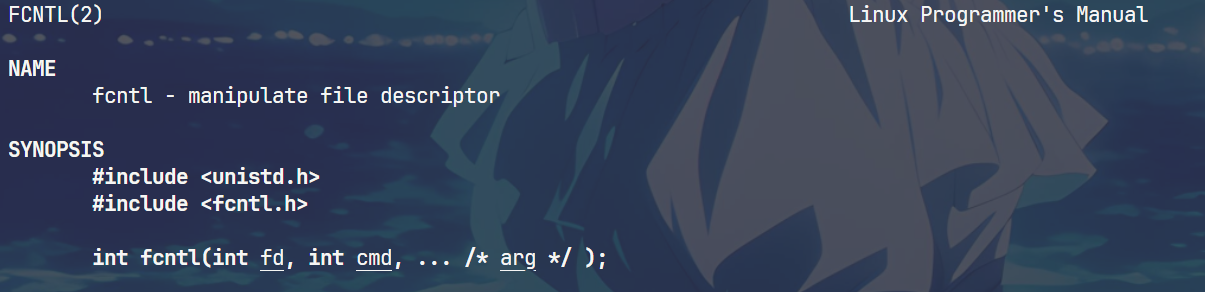 FCNTL(2) Linux Programmer's Manual
NAME
fcntl - manipulate file descriptor
SYNOPSIS
#include <unistd.h>
#include <fcntl.h>
int fcntl(int fd, int cmd, ... /* arg */ );